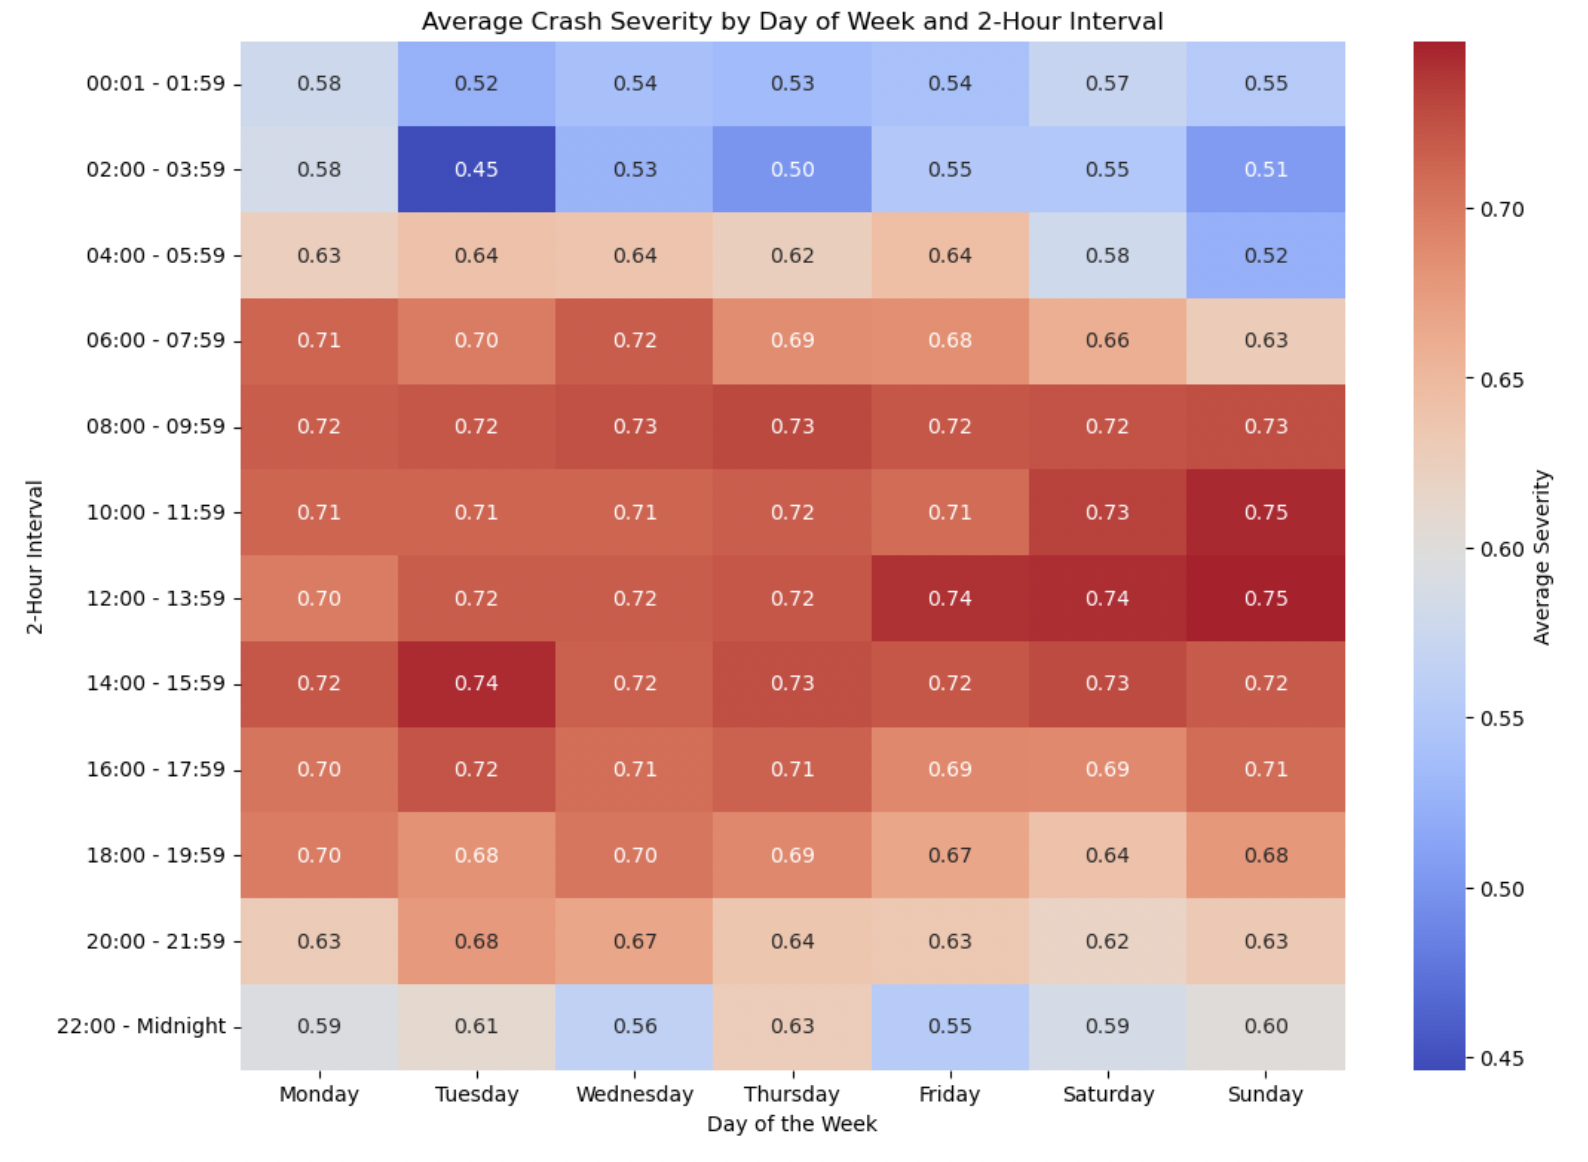 Average Crash Severity by Day of Week and 2-Hour Interval
2-Hour Interval
00:01 - 01:59 0.58 0.52 0.54 0.53 0.54 0.57 0.55
02:00 - 03:59 0.58 0.45 0.53 0.50 0.55 0.55 0.51
04:00 - 05:59 0.63 0.64 0.64 0.62 0.64 0.58 0.52
06:00 - 07:59 0.71 0.70 0.72 0.69 0.68 0.66 0.63
08:00 - 09:59 0.72 0.72 0.73 0.73 0.72 0.72 0.73
10:00 - 11:59 0.71 0.71 0.71 0.72 0.71 0.73 0.75
12:00 - 13:59 0.70 0.72 0.72 0.72 0.74 0.74 0.75
14:00 - 15:59 0.72 0.74 0.72 0.73 0.72 0.73 0.72
16:00 - 17:59 0.70 0.72 0.71 0.71 0.69 0.69 0.71
18:00 - 19:59 0.70 0.68 0.70 0.69 0.67 0.64 0.68
20:00 - 21:59 0.63 0.68 0.67 0.64 0.63 0.62 0.63
22:00 - Midnight 0.59 0.61 0.56 0.63 0.55 0.59 0.60
Monday Tuesday Wednesday Thursday Friday Saturday Sunday
Day of the Week
0.70
0.65
0.60
0.55
0.50
0.45
Average Severity